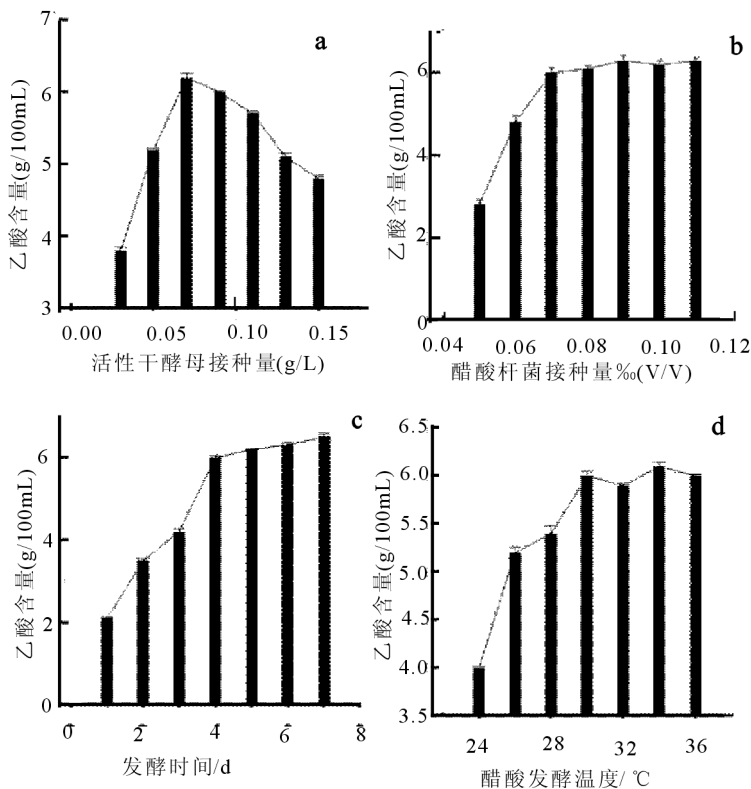 a
7
6
5
4
3
乙酸含量(g/100mL)
0.00 0.05 0.10 0.15
活性干酵母接种量(g/L)
b
6
4
2
0
乙酸含量(g/100mL)
0.04 0.06 0.08 0.10 0.12
醋酸杆菌接种量‰(V/V)
c
6
4
2
0
乙酸含量(g/100mL)
0 2 4 6 8
发酵时间/d
d
6.5
6.0
5.5
5.0
4.5
4.0
3.5
乙酸含量(g/100mL)
24 28 32 36
醋酸发酵温度/ ℃